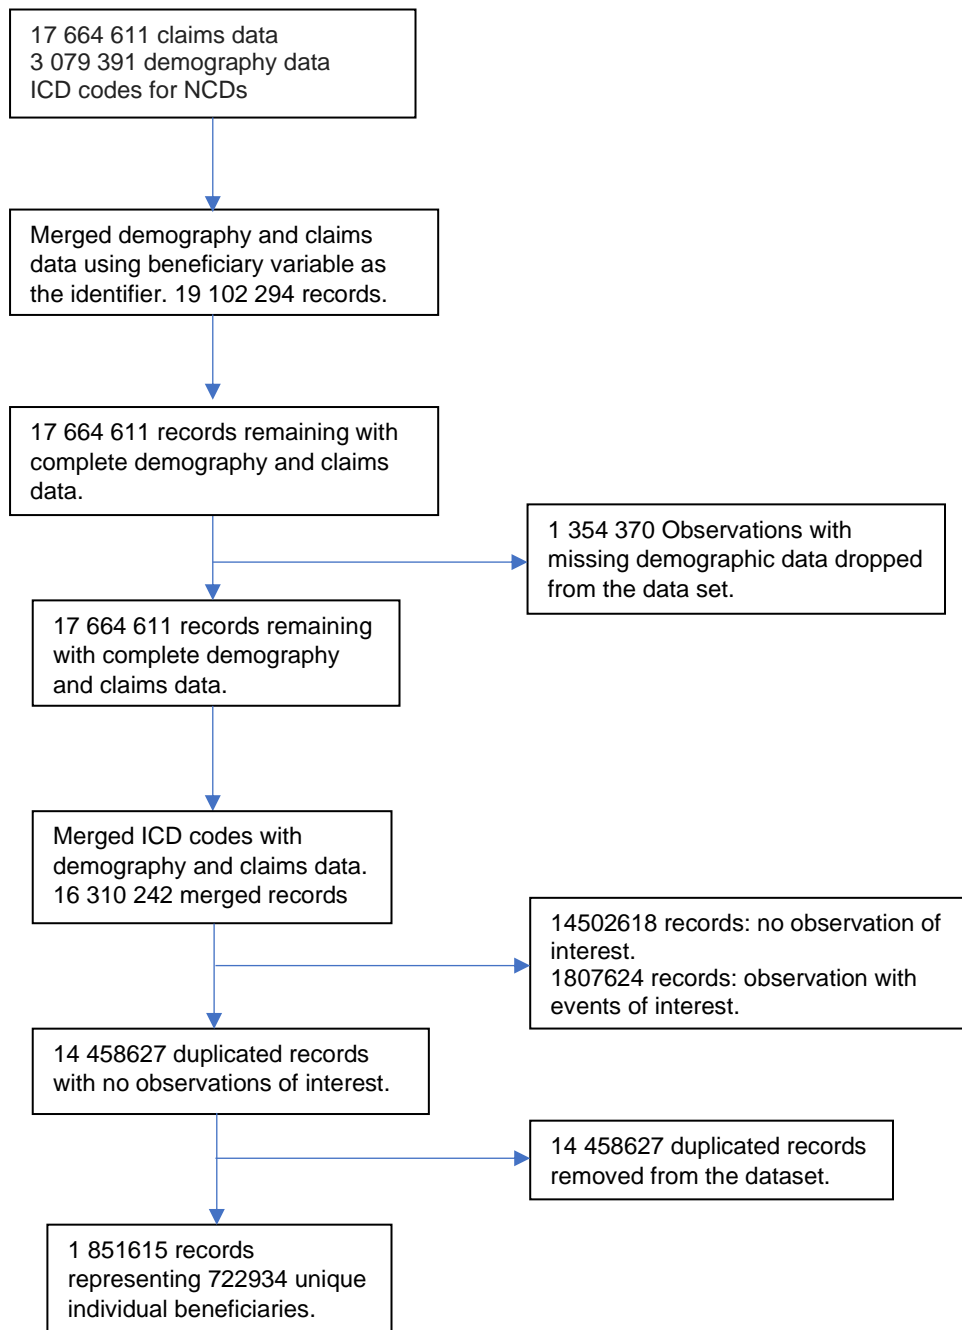 17 664 611 claims data
3 079 391 demography data
ICD codes for NCDs
Merged demography and claims
data using beneficiary variable as
the identifier. 19 102 294 records.
17 664 611 records remaining with
complete demography and claims
data.
1 354 370 Observations with
missing demographic data dropped
from the data set.
17 664 611 records remaining
with complete demography
and claims data.
Merged ICD codes with
demography and claims data.
16 310 242 merged records
14502618 records: no observation of
interest.
1807624 records: observation with
events of interest.
14 458627 duplicated records
with no observations of interest.
14 458627 duplicated records
removed from the dataset.
1 851615 records
representing 722934 unique
individual beneficiaries.